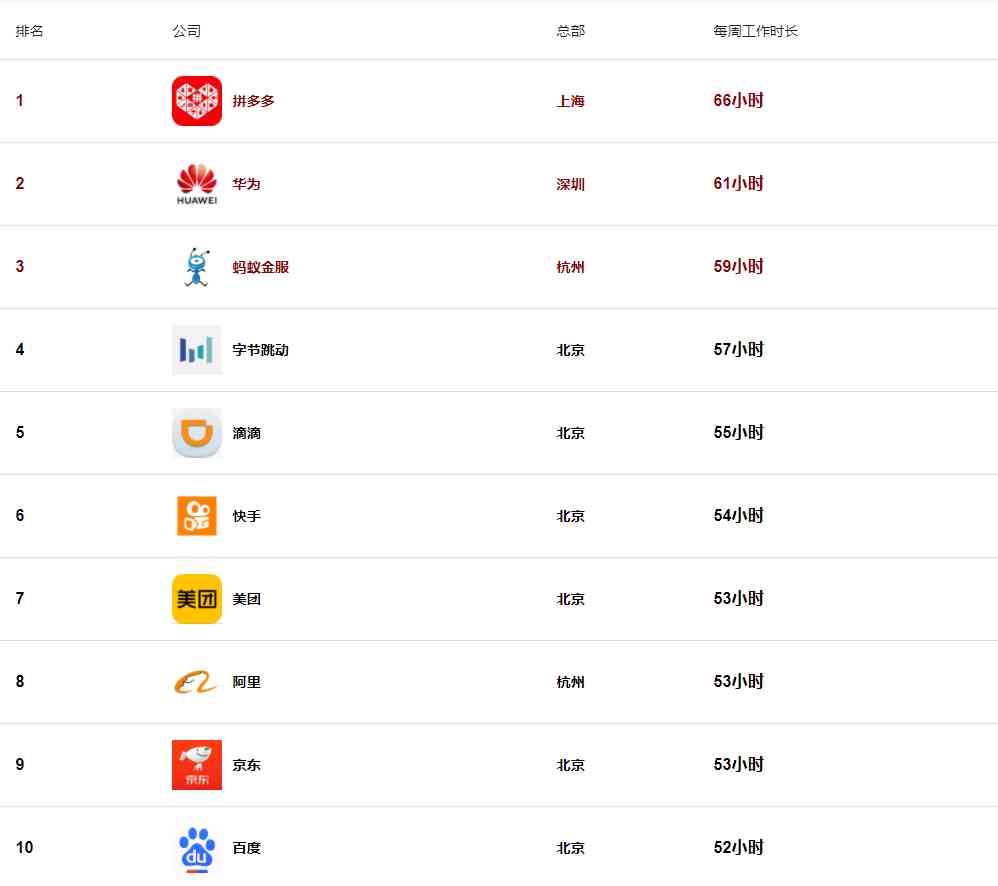 排名 公司 总部 每周工作时长
1 拼 拼多多 上海 66小时
2 HUAWEI 华为 深圳 61小时
3 蚂蚁金服 杭州 59小时
4 字节跳动 北京 57小时
5 滴滴 北京 55小时
6 快手 北京 54小时
7 美团 美团 北京 53小时
8 阿里 杭州 53小时
9 京东 京东 北京 53小时
10 du 百度 北京 52小时